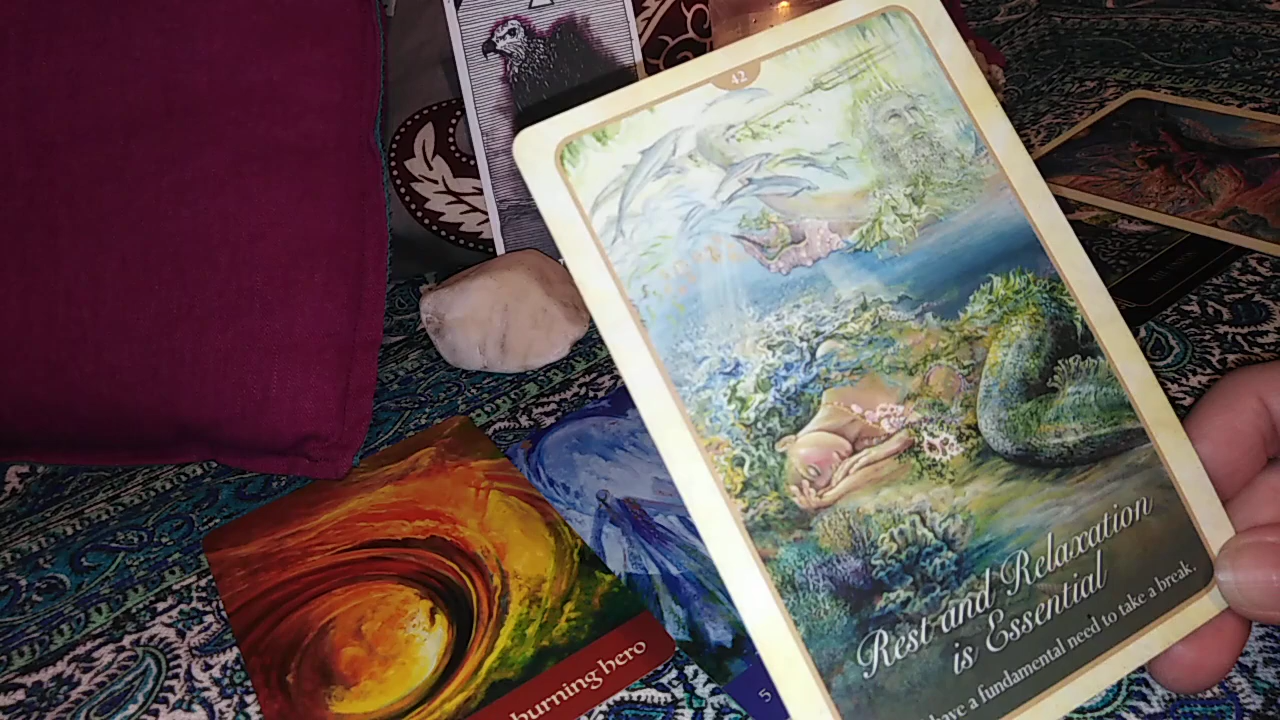 42
Rest and Relaxation
is Essential
have a fundamental need to take a break.
burning hero
5